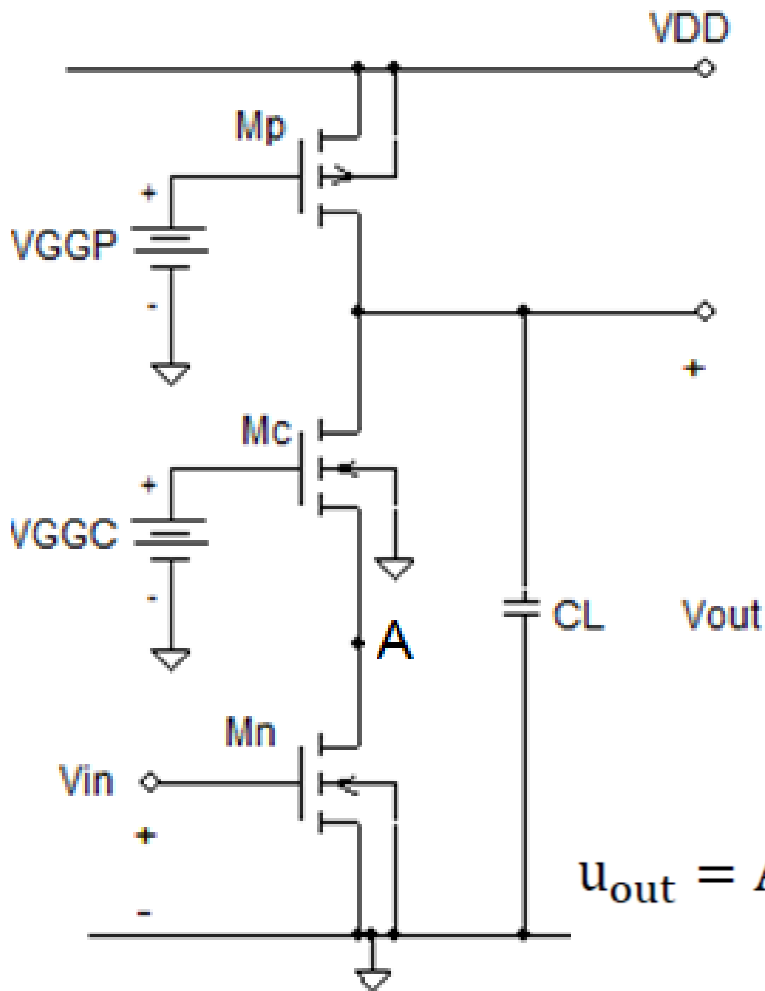 VDD
Mp
+
VGGP
-
+
Mc
+
VGGC
-
A
CL
Vout
Mn
Vin
+
-
u_out = A